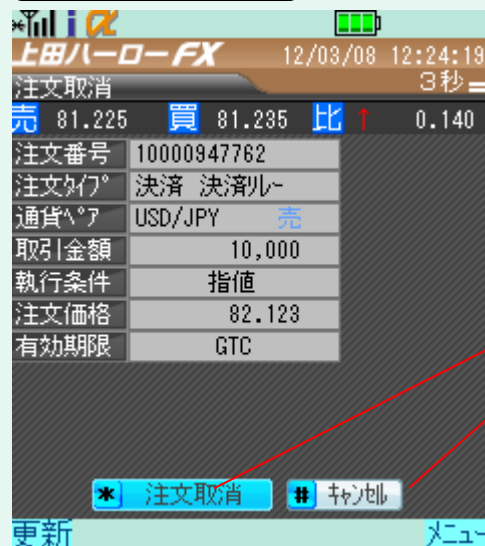 iα
上田ハーローFX 12/03/08 12:24:19
注文取消 3秒
売 81.225 買 81.235 比 ↑ 0.140
注文番号 10000947762
注文ﾀｲﾌﾟ 決済 決済ﾘﾚｰ
通貨ﾍﾟｱ USD/JPY 売
取引金額 10,000
執行条件 指値
注文価格 82.123
有効期限 GTC
* 注文取消 # ｷｬﾝｾﾙ
更新 ﾒﾆｭｰ